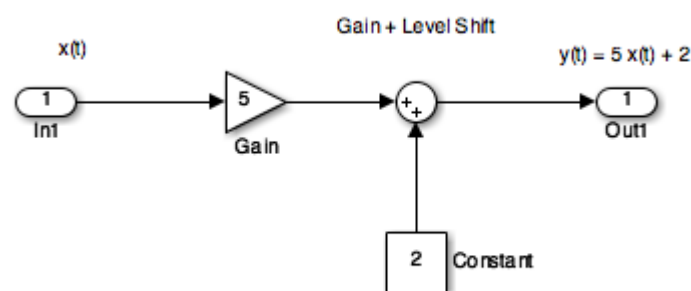 Gain + Level Shift
x(t)
y(t) = 5 x(t) + 2
1
5
+
+
1
In1
Gain
Out1
2
Constant